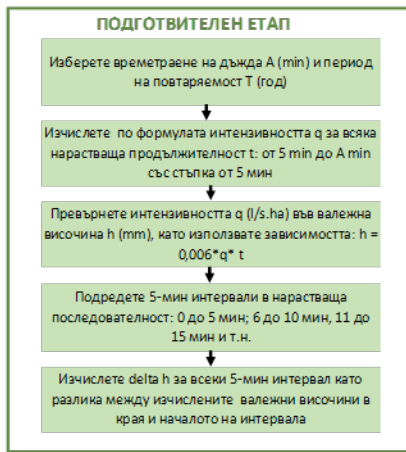 ПОДГОТВИТЕЛЕН ЕТАП
Изберете времетраене на дъжда A (min) и период
на повтаряемост T (год)
Изчислете по формулата интензивността q за всяка
нарастваща продължителност t: от 5 min до A min
със стъпка от 5 мин
Превърнете интензивността q (l/s.ha) във валежна
височина h (mm), като използвате зависимостта: h =
0,006*q* t
Подредете 5-мин интервали в нарастваща
последователност: 0 до 5 мин; 6 до 10 мин, 11 до
15 мин и т.н.
Изчислете delta h за всеки 5-мин интервал като
разлика между изчислените валежни височини в
края и началото на интервала